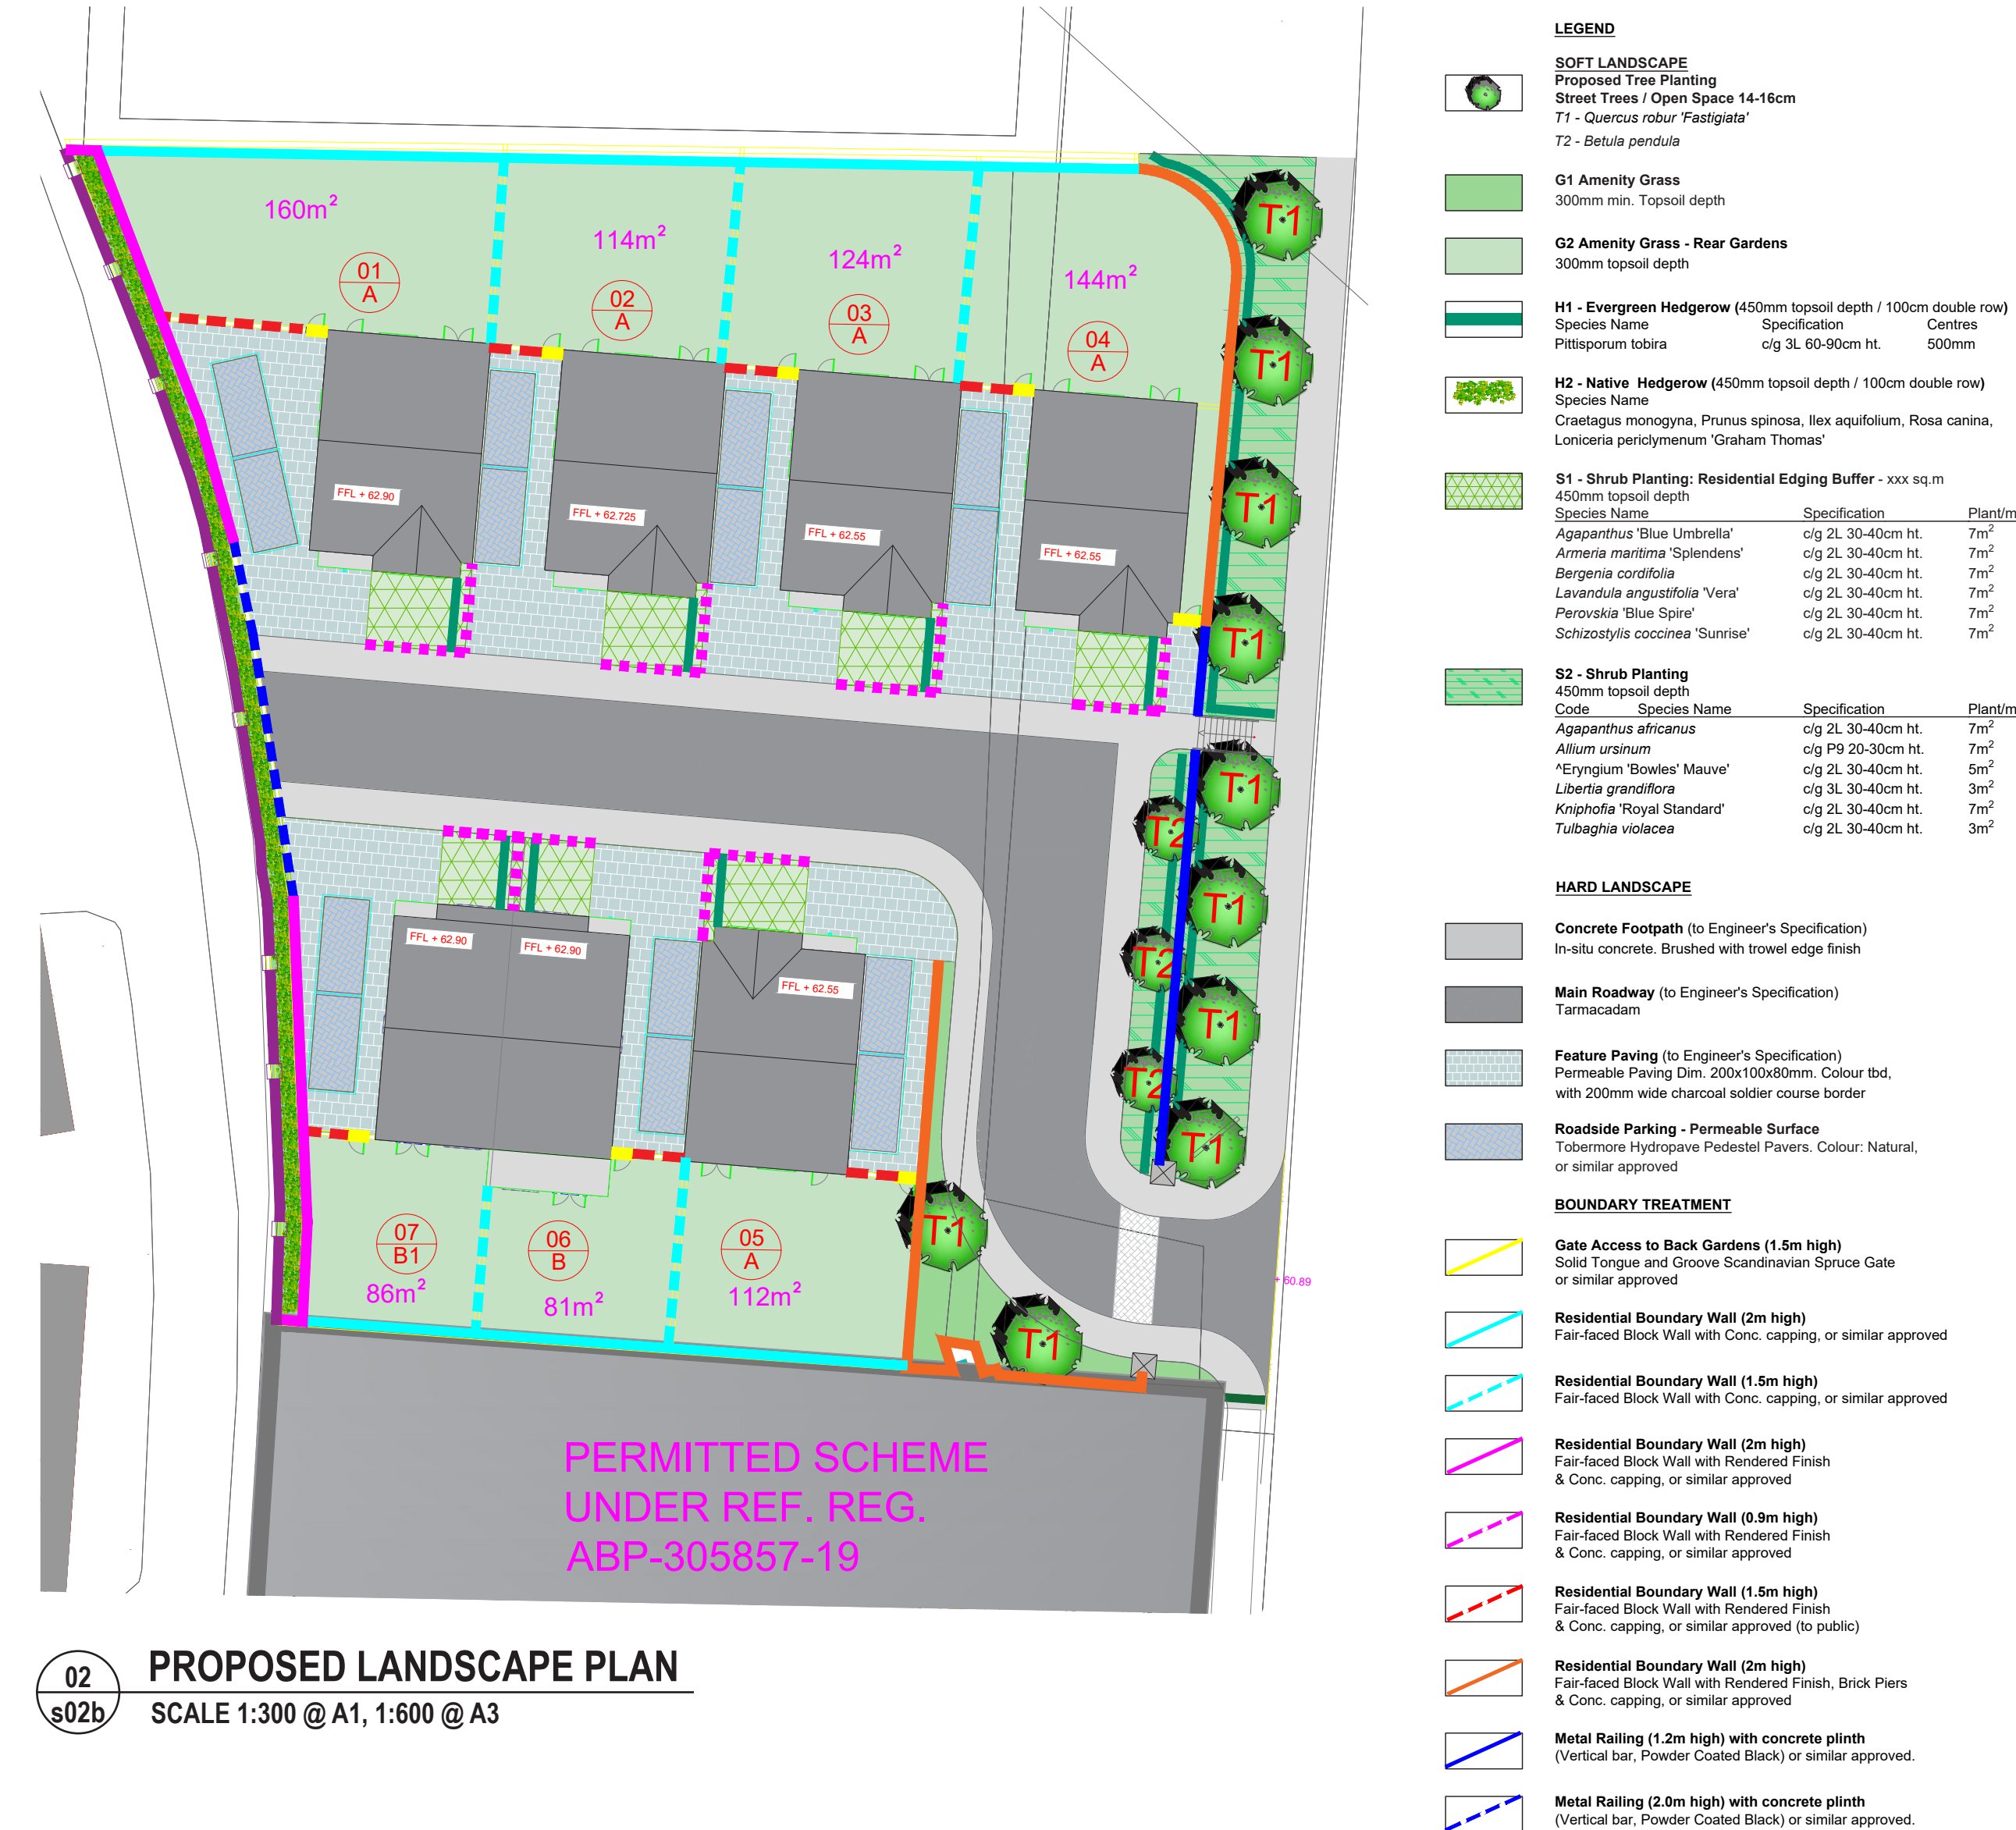 160m²
114m²
124m²
144m²
01
A
02
A
03
A
04
A
FFL + 62.90
FFL + 62.725
FFL + 62.55
FFL + 62.55
T1
T1
T1
T1
T1
T2
T1
T2
T1
T2
T1
FFL + 62.90
FFL + 62.90
FFL + 62.55
07
B1
86m²
06
B
81m²
05
A
112m²
T1
T1
+ 60.89
PERMITTED SCHEME
UNDER REF. REG.
ABP-305857-19
02
s02b
PROPOSED LANDSCAPE PLAN
SCALE 1:300 @ A1, 1:600 @ A3
LEGEND
SOFT LANDSCAPE
Proposed Tree Planting
Street Trees / Open Space 14-16cm
T1 - Quercus robur 'Fastigiata'
T2 - Betula pendula
G1 Amenity Grass
300mm min. Topsoil depth
G2 Amenity Grass - Rear Gardens
300mm topsoil depth
H1 - Evergreen Hedgerow (450mm topsoil depth / 100cm double row)
Species Name Specification Centres
Pittisporum tobira c/g 3L 60-90cm ht. 500mm
H2 - Native Hedgerow (450mm topsoil depth / 100cm double row)
Species Name
Craetagus monogyna, Prunus spinosa, Ilex aquifolium, Rosa canina,
Loniceria periclymenum 'Graham Thomas'
S1 - Shrub Planting: Residential Edging Buffer - xxx sq.m
450mm topsoil depth
Species Name Specification Plant/m
Agapanthus 'Blue Umbrella' c/g 2L 30-40cm ht. 7m²
Armeria maritima 'Splendens' c/g 2L 30-40cm ht. 7m²
Bergenia cordifolia c/g 2L 30-40cm ht. 7m²
Lavandula angustifolia 'Vera' c/g 2L 30-40cm ht. 7m²
Perovskia 'Blue Spire' c/g 2L 30-40cm ht. 7m²
Schizostylis coccinea 'Sunrise' c/g 2L 30-40cm ht. 7m²
S2 - Shrub Planting
450mm topsoil depth
Code Species Name Specification Plant/m
Agapanthus africanus c/g 2L 30-40cm ht. 7m²
Allium ursinum c/g P9 20-30cm ht. 7m²
^Eryngium 'Bowles' Mauve' c/g 2L 30-40cm ht. 5m²
Libertia grandiflora c/g 3L 30-40cm ht. 3m²
Kniphofia 'Royal Standard' c/g 2L 30-40cm ht. 7m²
Tulbaghia violacea c/g 2L 30-40cm ht. 3m²
HARD LANDSCAPE
Concrete Footpath (to Engineer's Specification)
In-situ concrete. Brushed with trowel edge finish
Main Roadway (to Engineer's Specification)
Tarmacadam
Feature Paving (to Engineer's Specification)
Permeable Paving Dim. 200x100x80mm. Colour tbd,
with 200mm wide charcoal soldier course border
Roadside Parking - Permeable Surface
Tobermore Hydropave Pedestel Pavers. Colour: Natural,
or similar approved
BOUNDARY TREATMENT
Gate Access to Back Gardens (1.5m high)
Solid Tongue and Groove Scandinavian Spruce Gate
or similar approved
Residential Boundary Wall (2m high)
Fair-faced Block Wall with Conc. capping, or similar approved
Residential Boundary Wall (1.5m high)
Fair-faced Block Wall with Conc. capping, or similar approved
Residential Boundary Wall (2m high)
Fair-faced Block Wall with Rendered Finish
& Conc. capping, or similar approved
Residential Boundary Wall (0.9m high)
Fair-faced Block Wall with Rendered Finish
& Conc. capping, or similar approved
Residential Boundary Wall (1.5m high)
Fair-faced Block Wall with Rendered Finish
& Conc. capping, or similar approved (to public)
Residential Boundary Wall (2m high)
Fair-faced Block Wall with Rendered Finish, Brick Piers
& Conc. capping, or similar approved
Metal Railing (1.2m high) with concrete plinth
(Vertical bar, Powder Coated Black) or similar approved.
Metal Railing (2.0m high) with concrete plinth
(Vertical bar, Powder Coated Black) or similar approved.